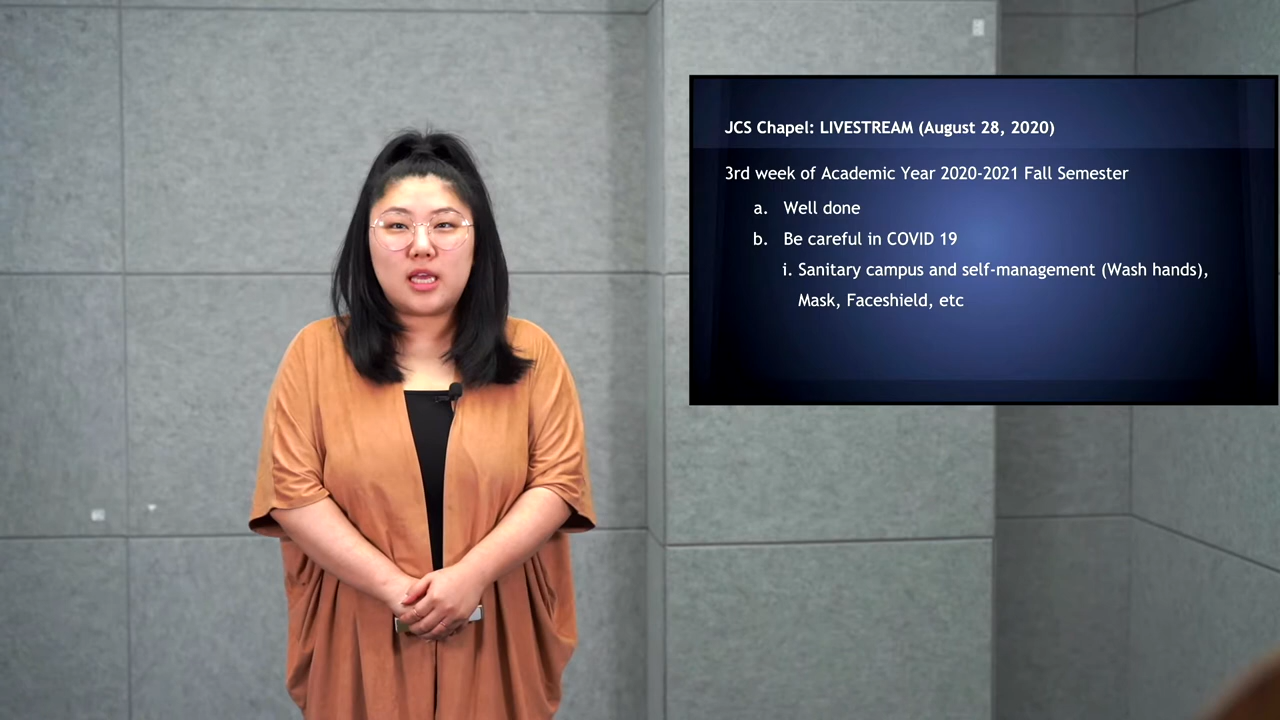 JCS Chapel: LIVESTREAM (August 28, 2020)
3rd week of Academic Year 2020-2021 Fall Semester
a. Well done
b. Be careful in COVID 19
i. Sanitary campus and self-management (Wash hands),
Mask, Faceshield, etc